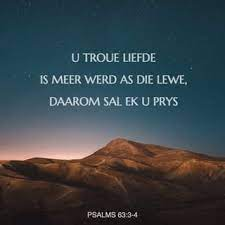 U TROUE LIEFDE
IS MEER WERD AS DIE LEWE,
DAAROM SAL EK U PRYS
PSALMS 63:3-4